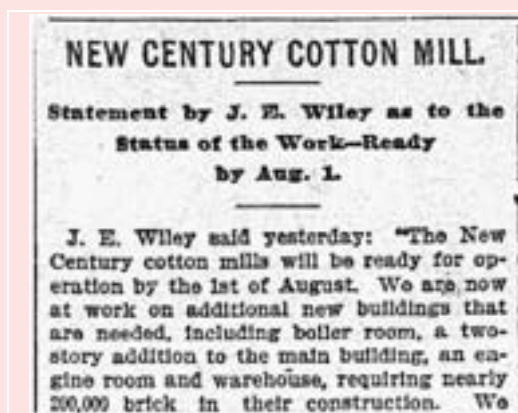 NEW CENTURY COTTON MILL.
Statement by J. E. Wiley as to the
Status of the Work—Ready
by Aug. 1.
J. E. Wiley said yesterday: "The New
Century cotton mills will be ready for op-
eration by the 1st of August. We are now
at work on additional new buildings that
are needed, including boiler room, a two-
story addition to the main building, an en-
gine room and warehouse, requiring nearly
200,000 brick in their construction. We